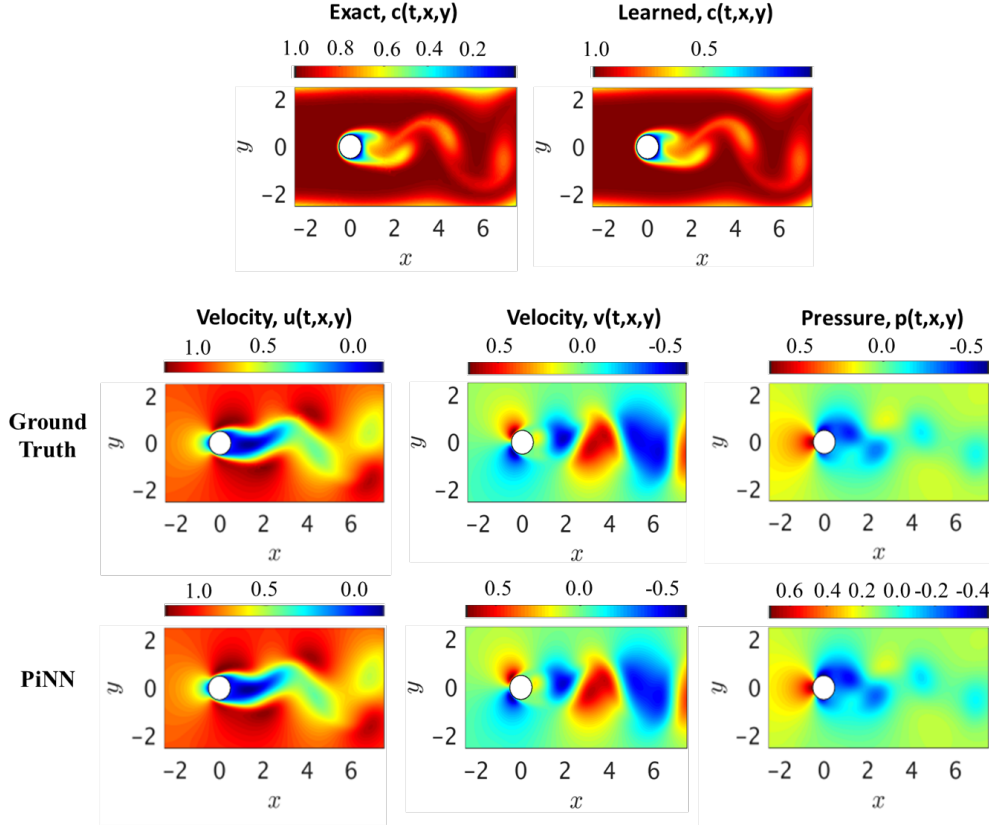 Exact, c(t,x,y) Learned, c(t,x,y)
1.0 0.8 0.6 0.4 0.2 1.0 0.5
2 2
y 0 y 0
−2 −2
−2 0 2 4 6 −2 0 2 4 6
x x
Velocity, u(t,x,y) Velocity, v(t,x,y) Pressure, p(t,x,y)
1.0 0.5 0.0 0.5 0.0 -0.5 0.5 0.0 -0.5
Ground
Truth
2 2 2
y 0 y 0 y 0
−2 −2 −2
−2 0 2 4 6 −2 0 2 4 6 −2 0 2 4 6
x x x
1.0 0.5 0.0 0.5 0.0 -0.5 0.6 0.4 0.2 0.0 -0.2 -0.4
PiNN
2 2 2
y 0 y 0 y 0
−2 −2 −2
−2 0 2 4 6 −2 0 2 4 6 −2 0 2 4 6
x x x